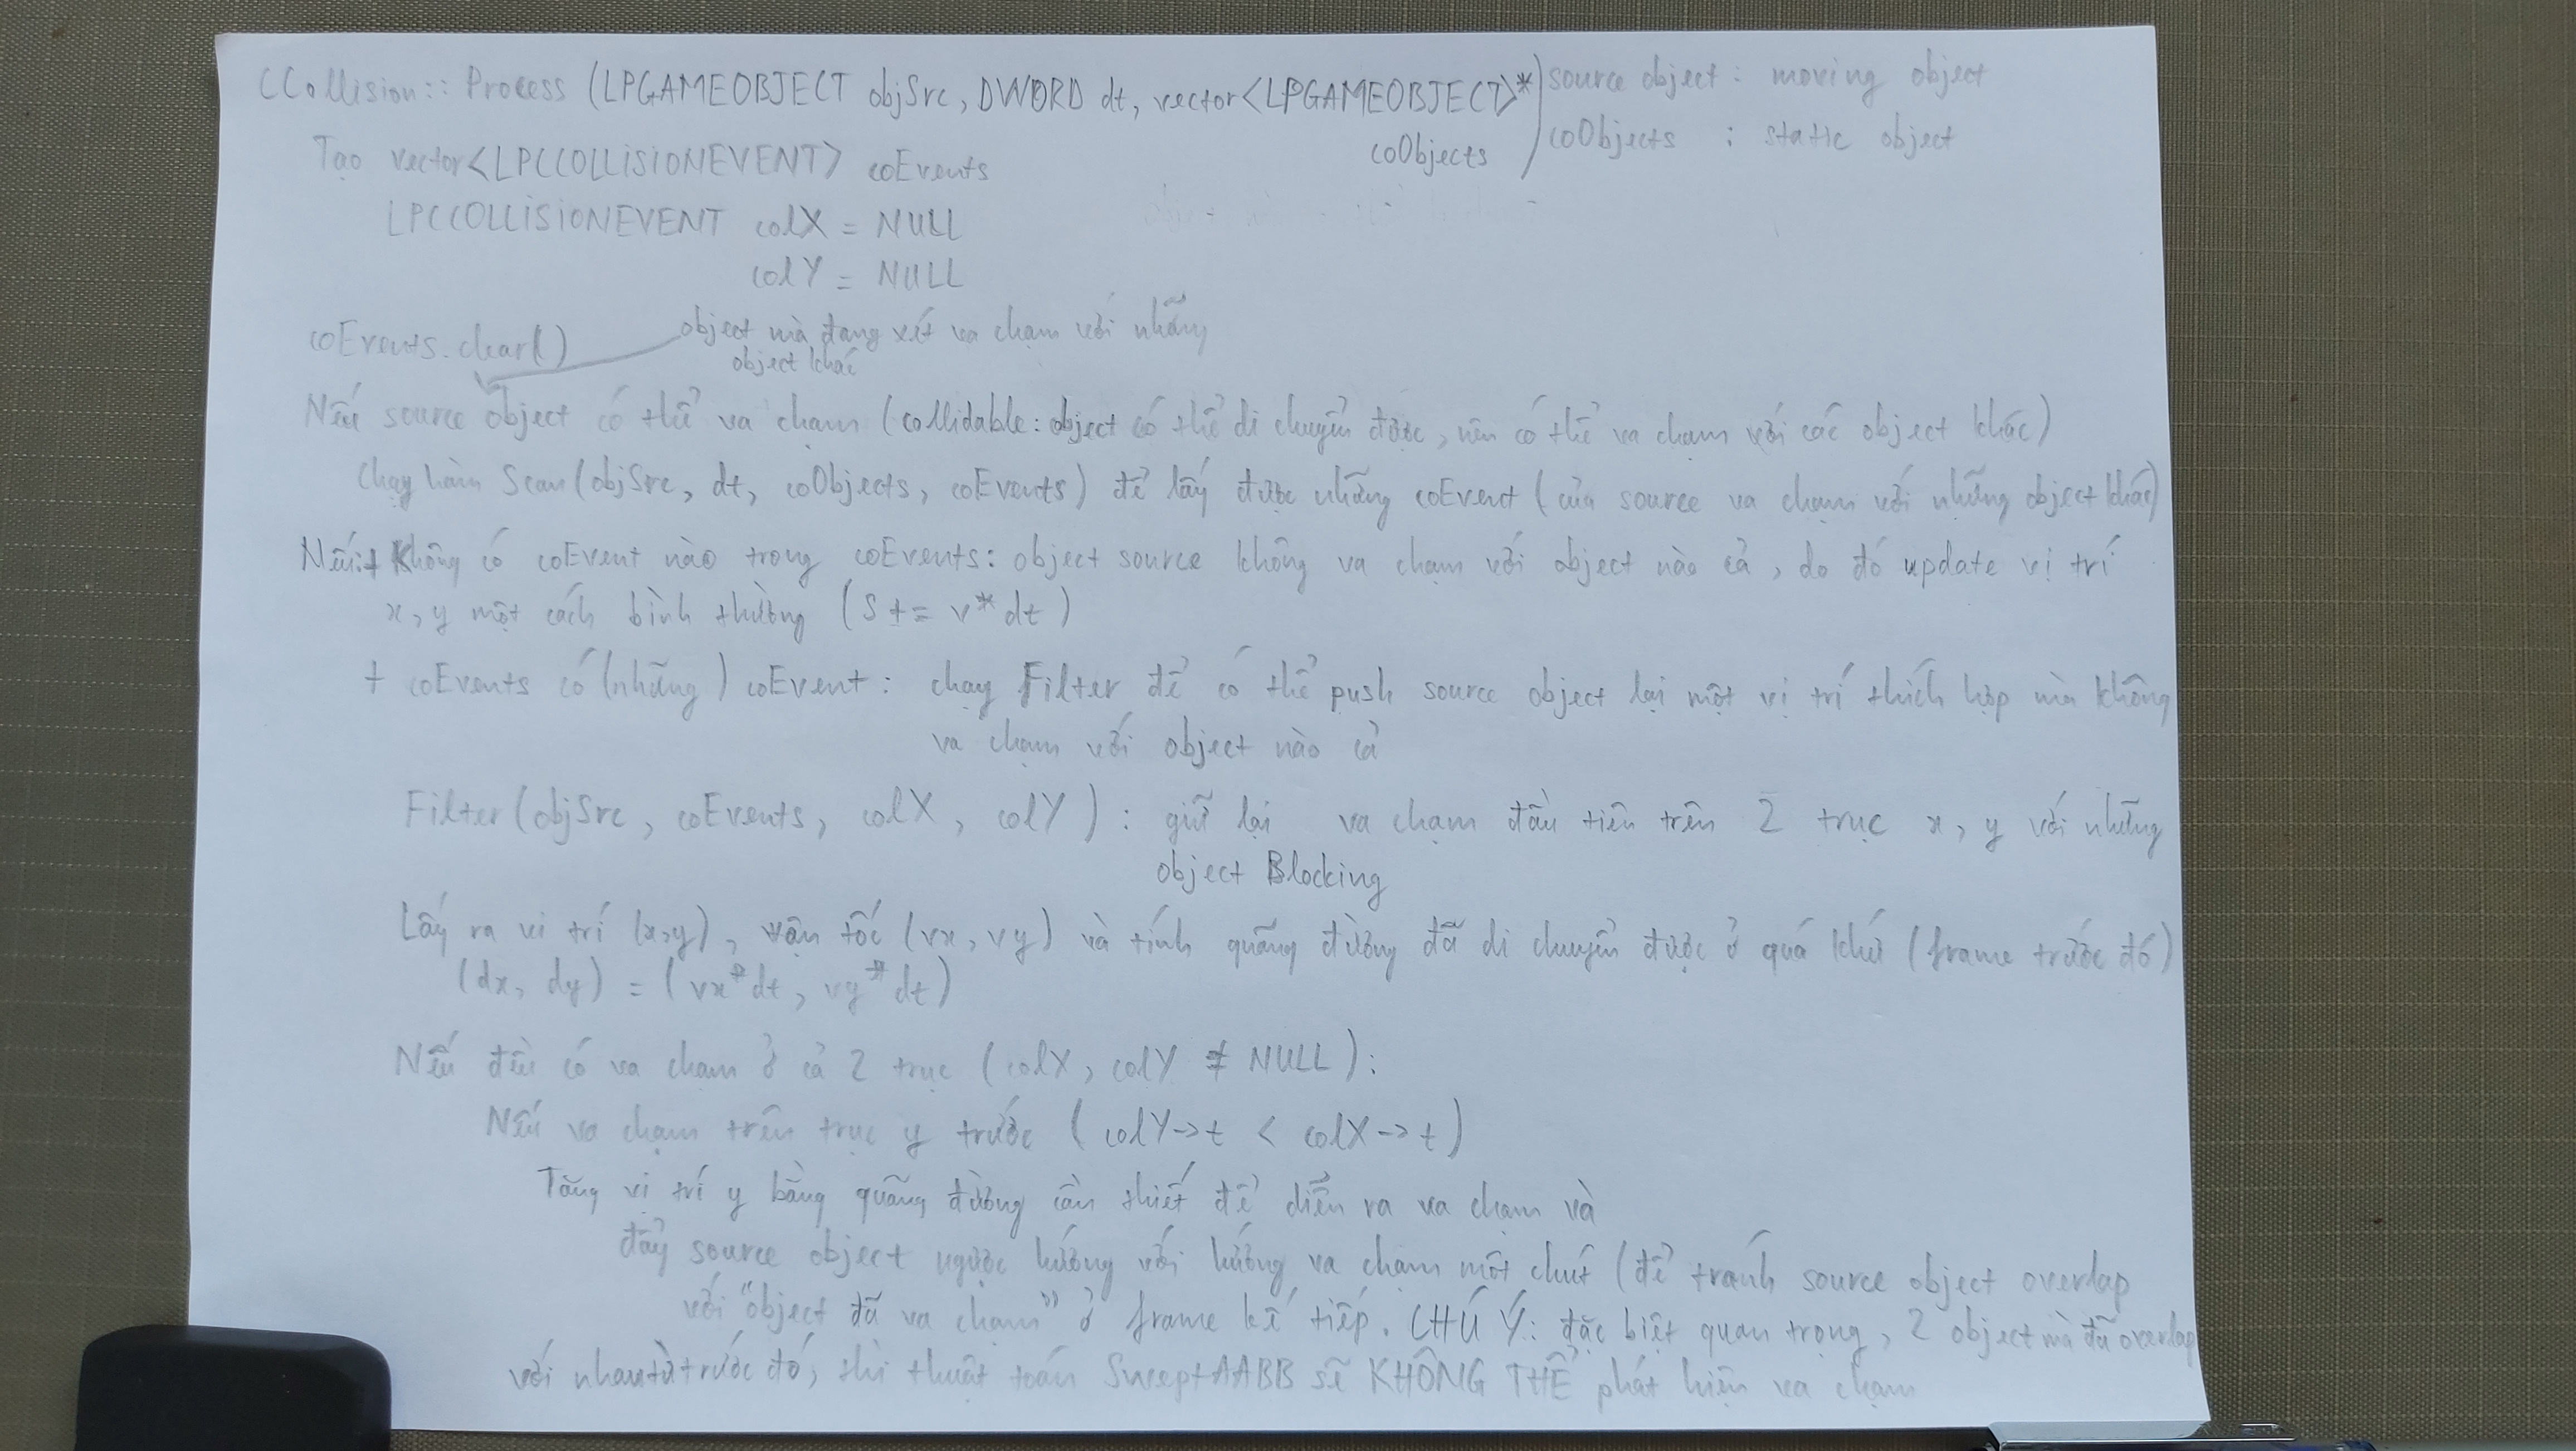 CCollision:: Process (LPGAMEOBJECT objSrc, DWORD dt, vector<LPGAMEOBJECT>*
coObjects )
source object : moving object
coObjects : static object
Tạo vector<LPCCOLLISIONEVENT> coEvents
LPCCOLLISIONEVENT colX = NULL
colY = NULL
coEvents.clear()
object mà đang xét va chạm với những
object khác
Nếu source object có thể va chạm (collidable: object có thể di chuyển được, nên có thể va chạm với các object khác)
Chạy hàm Scan(objSrc, dt, coObjects, coEvents) để lấy được những coEvent (của source va chạm với những object khác)
Nếu:+ Không có coEvent nào trong coEvents: object source không va chạm với object nào cả, do đó update vị trí
x, y một cách bình thường (S += v*dt)
+ coEvents có (những) coEvent: chạy Filter để có thể push source object lại một vị trí thích hợp mà không
va chạm với object nào cả
Filter(objSrc, coEvents, colX, colY): giữ lại va chạm đầu tiên trên 2 trục x, y với những
object Blocking
Lấy ra vị trí (x,y), vận tốc (vx, vy) và tính quãng đường đã di chuyển được ở quá khứ (frame trước đó)
(dx, dy) = (vx*dt, vy*dt)
Nếu đều có va chạm ở cả 2 trục (colX, colY ≠ NULL):
Nếu va chạm trên trục y trước (colY->t < colX->t)
Tăng vị trí y bằng quãng đường cần thiết để diễn ra va chạm và
đẩy source object ngược hướng với hướng va chạm một chút (để tránh source object overlap
với "object đã va chạm" ở frame kế tiếp. CHÚ Ý: đặc biệt quan trọng, 2 object mà đã overlap
với nhau từ trước đó, thì thuật toán SweptAABB sẽ KHÔNG THỂ phát hiện va chạm